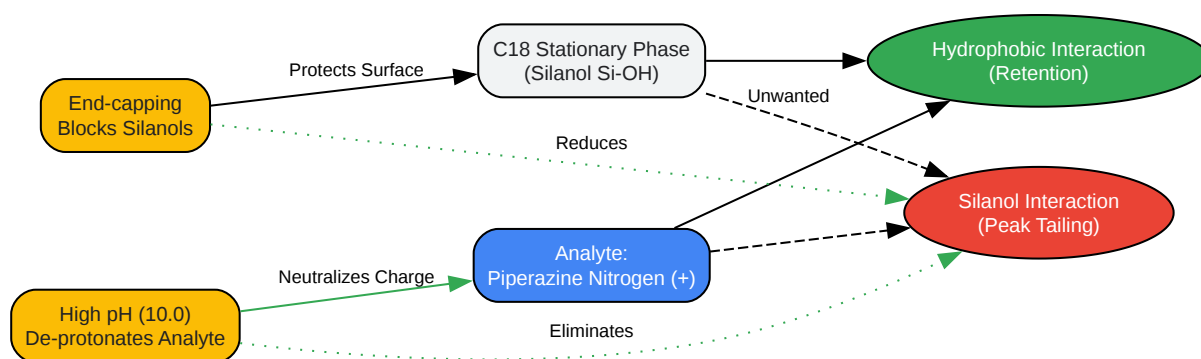 C18 Stationary Phase
(Silanol Si-OH)
Hydrophobic Interaction
(Retention)
Protects Surface
Unwanted
End-capping
Blocks Silanols
Reduces
Silanol Interaction
(Peak Tailing)
Analyte:
Piperazine Nitrogen (+)
Neutralizes Charge
High pH (10.0)
De-protonates Analyte
Eliminates